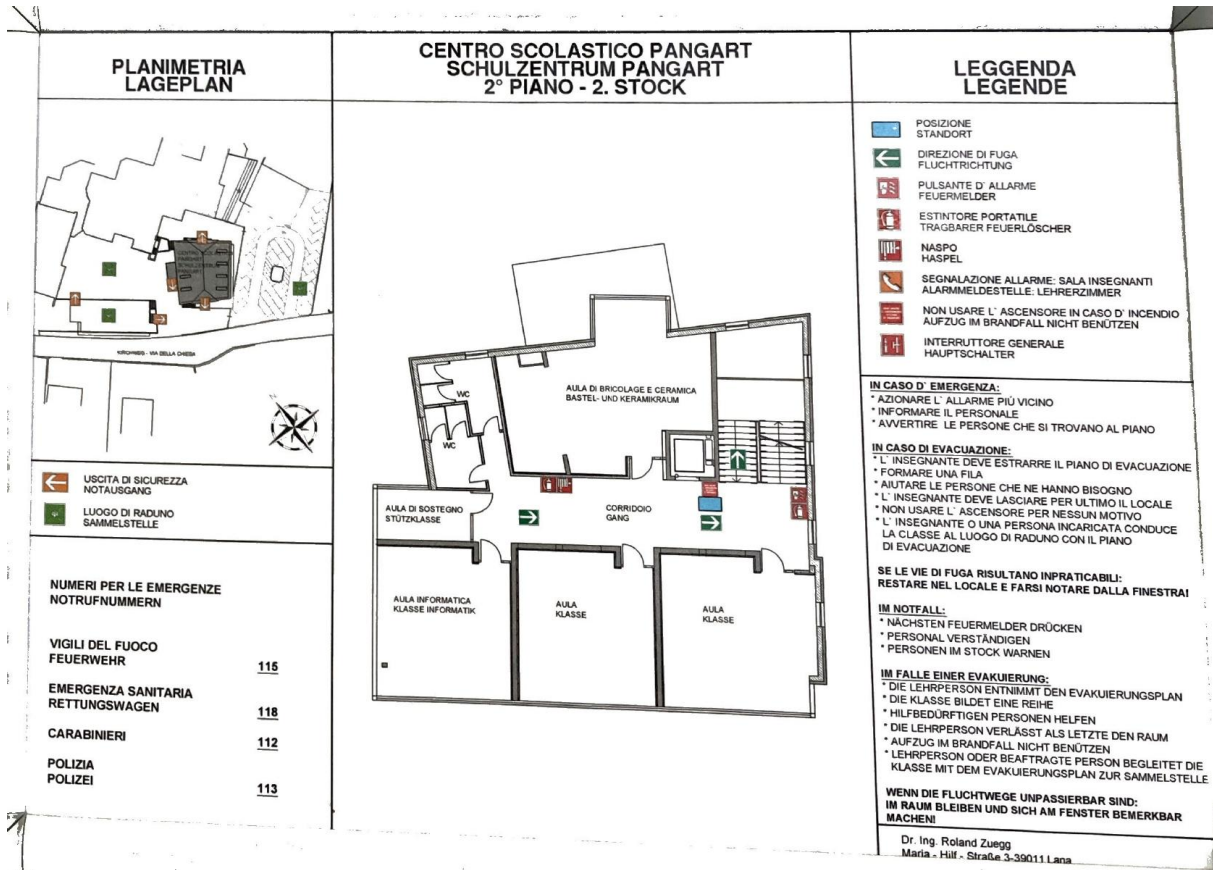 PLANIMETRIA
LAGEPLAN
CENTRO SCOLASTICO PANGART
SCHULZENTRUM PANGART
2° PIANO - 2. STOCK
LEGGENDA
LEGENDE
CENTRO SCOLASTICO
PANGART
SCHULZENTRUM
PANGART
KIRCHWEG - VIA DELLA CHIESA
USCITA DI SICUREZZA
NOTAUSGANG
LUOGO DI RADUNO
SAMMELSTELLE
NUMERI PER LE EMERGENZE
NOTRUFNUMMERN
VIGILI DEL FUOCO
FEUERWEHR 115
EMERGENZA SANITARIA
RETTUNGSWAGEN 118
CARABINIERI 112
POLIZIA
POLIZEI 113
AULA DI BRICOLAGE E CERAMICA
BASTEL- UND KERAMIKRAUM
WC
WC
AULA DI SOSTEGNO
STÜTZKLASSE
CORRIDOIO
GANG
AULA INFORMATICA
KLASSE INFORMATIK
AULA
KLASSE
AULA
KLASSE
POSIZIONE
STANDORT
DIREZIONE DI FUGA
FLUCHTRICHTUNG
PULSANTE D' ALLARME
FEUERMELDER
ESTINTORE PORTATILE
TRAGBARER FEUERLÖSCHER
NASPO
HASPEL
SEGNALAZIONE ALLARME: SALA INSEGNANTI
ALARMMELDESTELLE: LEHRERZIMMER
NON USARE L' ASCENSORE IN CASO D' INCENDIO
AUFZUG IM BRANDFALL NICHT BENÜTZEN
INTERRUTTORE GENERALE
HAUPTSCHALTER
IN CASO D' EMERGENZA:
* AZIONARE L' ALLARME PIÙ VICINO
* INFORMARE IL PERSONALE
* AVVERTIRE LE PERSONE CHE SI TROVANO AL PIANO
IN CASO DI EVACUAZIONE:
* L' INSEGNANTE DEVE ESTRARRE IL PIANO DI EVACUAZIONE
* FORMARE UNA FILA
* AIUTARE LE PERSONE CHE NE HANNO BISOGNO
* L' INSEGNANTE DEVE LASCIARE PER ULTIMO IL LOCALE
* NON USARE L' ASCENSORE PER NESSUN MOTIVO
* L' INSEGNANTE O UNA PERSONA INCARICATA CONDUCE
LA CLASSE AL LUOGO DI RADUNO CON IL PIANO
DI EVACUAZIONE
SE LE VIE DI FUGA RISULTANO INPRATICABILI:
RESTARE NEL LOCALE E FARSI NOTARE DALLA FINESTRA!
IM NOTFALL:
* NÄCHSTEN FEUERMELDER DRÜCKEN
* PERSONAL VERSTÄNDIGEN
* PERSONEN IM STOCK WARNEN
IM FALLE EINER EVAKUIERUNG:
* DIE LEHRPERSON ENTNIMMT DEN EVAKUIERUNGSPLAN
* DIE KLASSE BILDET EINE REIHE
* HILFBEDÜRFTIGEN PERSONEN HELFEN
* DIE LEHRPERSON VERLÄSST ALS LETZTE DEN RAUM
* AUFZUG IM BRANDFALL NICHT BENÜTZEN
* LEHRPERSON ODER BEAFTRAGTE PERSON BEGLEITET DIE
KLASSE MIT DEM EVAKUIERUNGSPLAN ZUR SAMMELSTELLE
WENN DIE FLUCHTWEGE UNPASSIERBAR SIND:
IM RAUM BLEIBEN UND SICH AM FENSTER BEMERKBAR
MACHEN!
Dr. Ing. Roland Zuegg
Maria - Hilf - Straße 3-39011 Lana